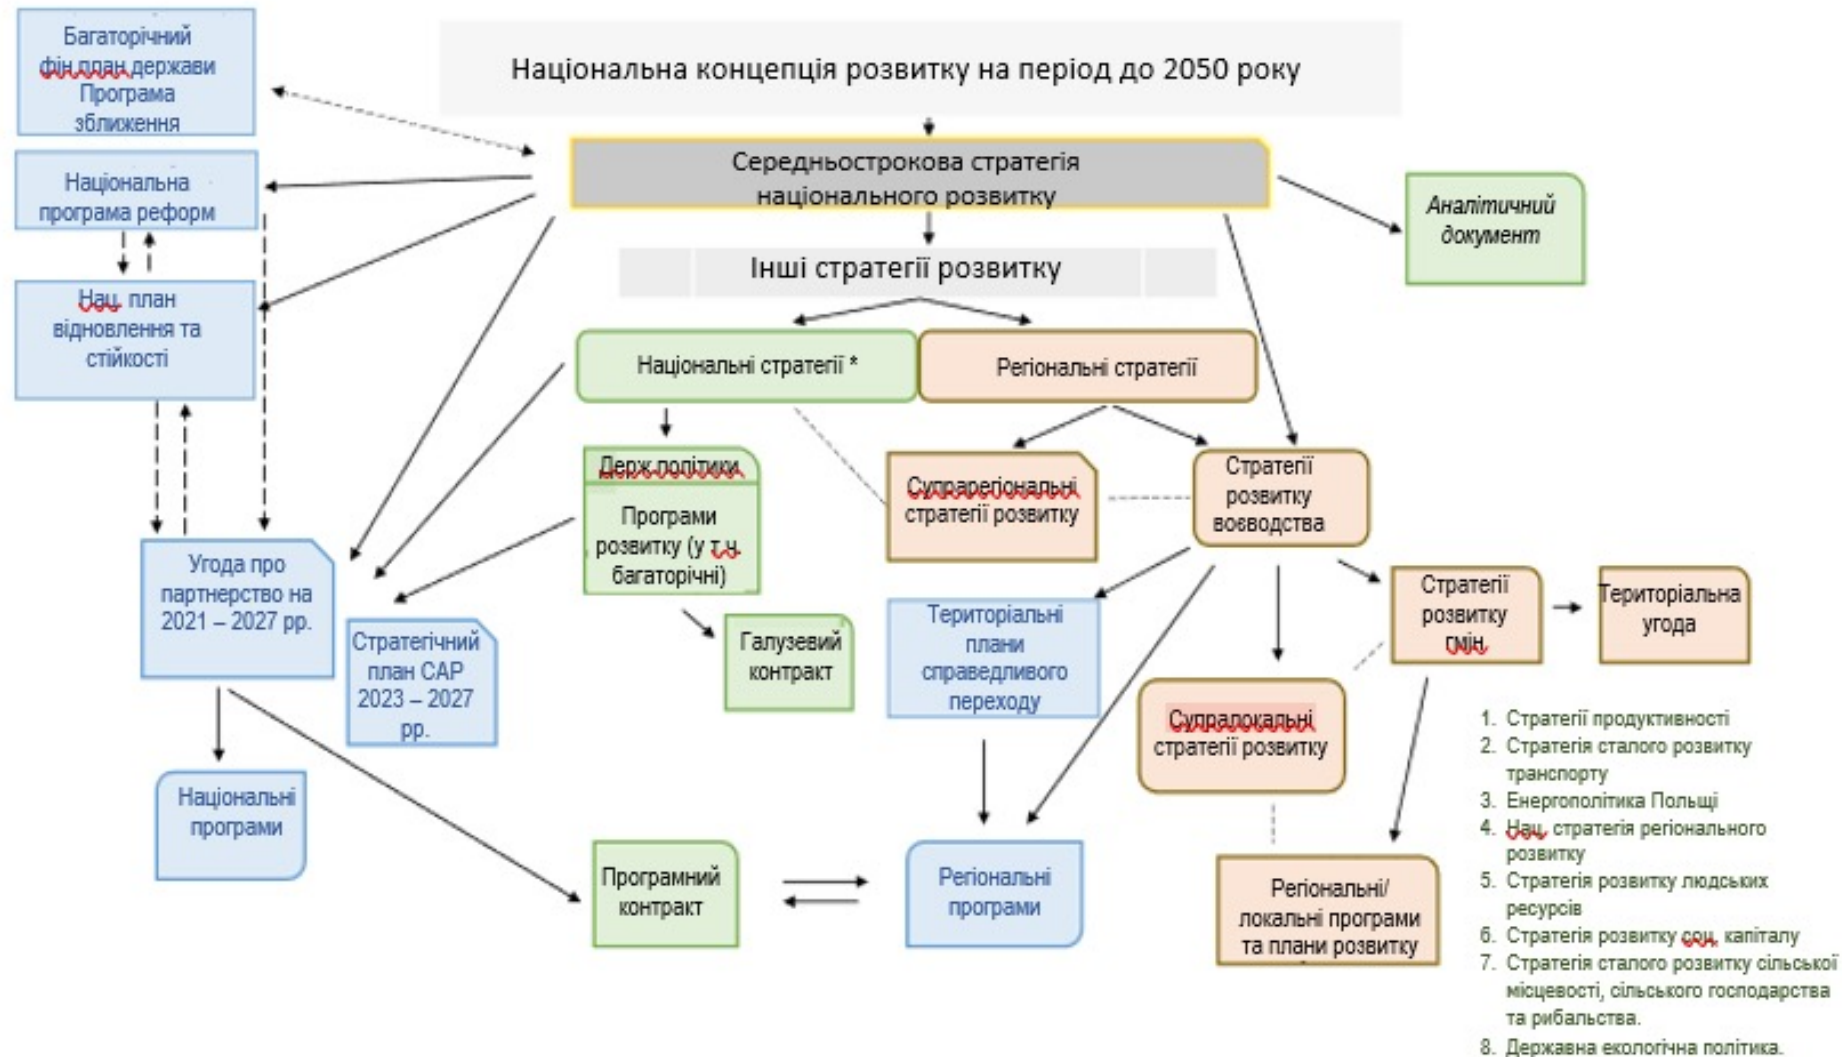 Багаторічний
фін.план держави
Програма
зближення
Національна концепція розвитку на період до 2050 року
Середньострокова стратегія
національного розвитку
Національна
програма реформ
Аналітичний
документ
Інші стратегії розвитку
Нац. план
відновлення та
стійкості
Національні стратегії *
Регіональні стратегії
Держ.політики
Програми
розвитку (у т.ч.
багаторічні)
Супрарегіональні
стратегії розвитку
Стратегії
розвитку
воєводства
Угода про
партнерство на
2021 – 2027 рр.
Стратегічний
план САР
2023 – 2027
рр.
Галузевий
контракт
Територіальні
плани
справедливого
переходу
Стратегії
розвитку
гмін
Територіальна
угода
Супралокальні
стратегії розвитку
Національні
програми
Програмний
контракт
Регіональні
програми
Регіональні/
локальні програми
та плани розвитку
1. Стратегії продуктивності
2. Стратегія сталого розвитку
транспорту
3. Енергополітика Польщі
4. Нац. стратегія регіонального
розвитку
5. Стратегія розвитку людських
ресурсів
6. Стратегія розвитку соц. капіталу
7. Стратегія сталого розвитку сільської
місцевості, сільського господарства
та рибальства.
8. Державна екологічна політика.